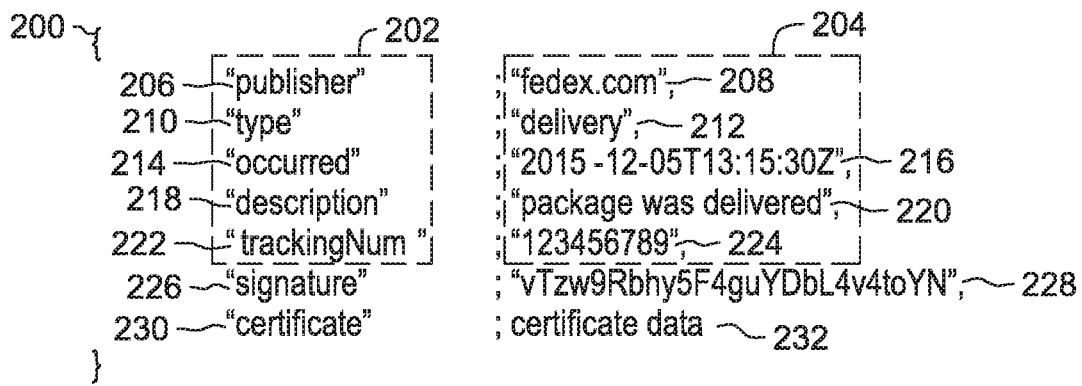 200 { 202 204
206 “publisher” ; “fedex.com”, 208
210 “type” ; “delivery”, 212
214 “occurred” ; “2015 -12-05T13:15:30Z”, 216
218 “description” ; “package was delivered”, 220
222 “ trackingNum ” ; “123456789”, 224
226 “signature” ; “vTzw9Rbhy5F4guYDbL4v4toYN”, 228
230 “certificate” ; certificate data 232
}